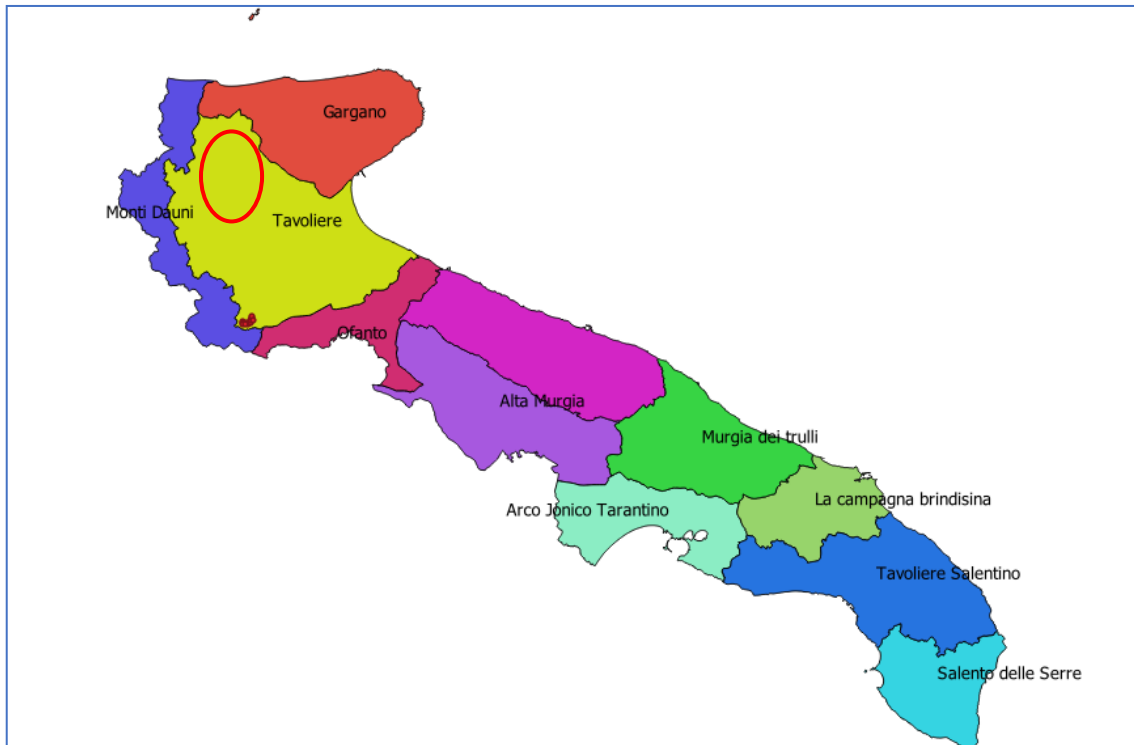 Gargano
Monti Dauni
Tavoliere
Ofanto
Alta Murgia
Murgia dei trulli
La campagna brindisina
Arco Jonico Tarantino
Tavoliere Salentino
Salento delle Serre